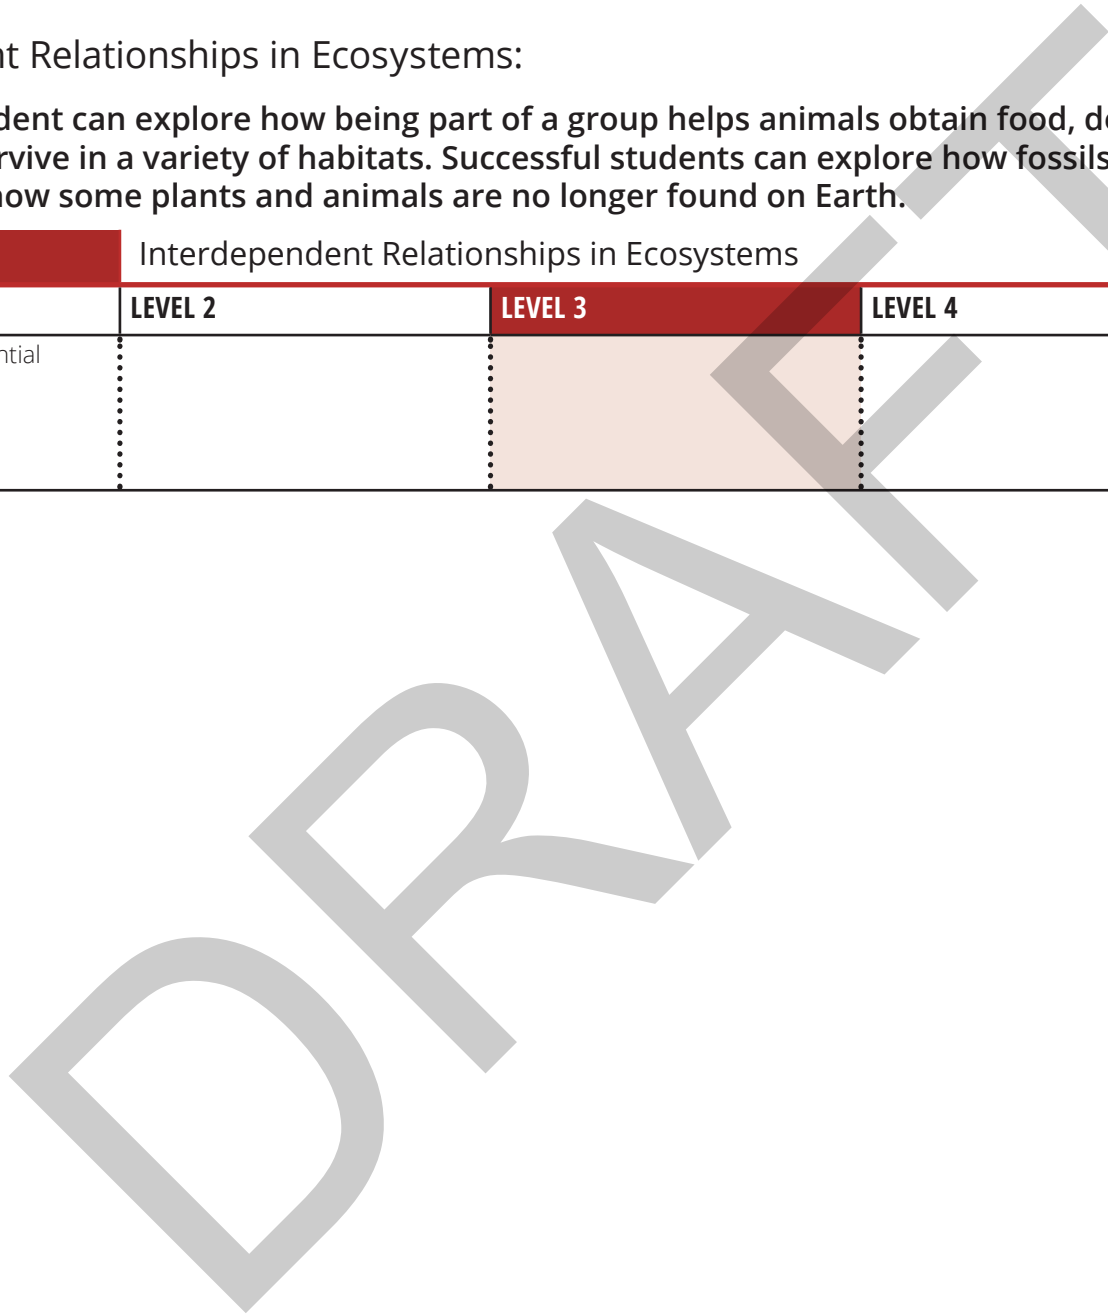 nt Relationships in Ecosystems:
dent can explore how being part of a group helps animals obtain food, de
rvive in a variety of habitats. Successful students can explore how fossils
how some plants and animals are no longer found on Earth.
Interdependent Relationships in Ecosystems
LEVEL 2 LEVEL 3 LEVEL 4
ntial
DRAFT